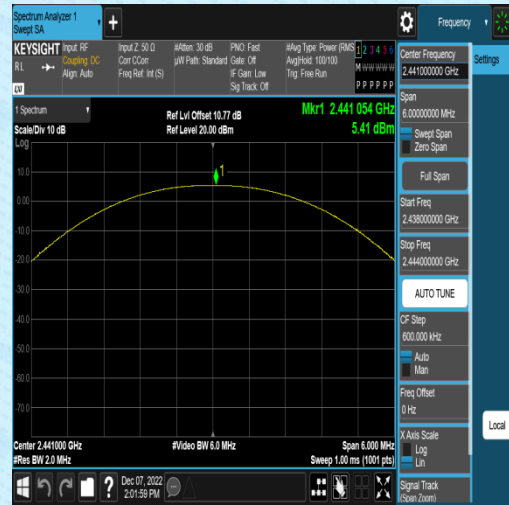 Spectrum Analyzer 1
Swept SA
+
Frequency
KEYSIGHT
Input: RF
Coupling: DC
Align: Auto
Input Z: 50 Ω
Corr CCorr
Freq Ref: Int (S)
#Atten: 30 dB
µW Path: Standard
PNO: Fast
Gate: Off
IF Gain: Low
Sig Track: Off
#Avg Type: Power (RMS
Avg|Hold: 100/100
Trig: Free Run
1 2 3 4 5 6
M W W W W W
P P P P P P
RL
LXI
1 Spectrum
Scale/Div 10 dB
Log
Ref Lvl Offset 10.77 dB
Ref Level 20.00 dBm
Mkr1 2.441 054 GHz
5.41 dBm
1
10.0
0.00
-10.0
-20.0
-30.0
-40.0
-50.0
-60.0
-70.0
Center 2.441000 GHz
#Res BW 2.0 MHz
#Video BW 6.0 MHz
Span 6.000 MHz
Sweep 1.00 ms (1001 pts)
?
Dec 07, 2022
2:01:59 PM
Center Frequency
2.441000000 GHz
Settings
Span
6.00000000 MHz
Swept Span
Zero Span
Full Span
Start Freq
2.438000000 GHz
Stop Freq
2.444000000 GHz
AUTO TUNE
CF Step
600.000 kHz
Auto
Man
Freq Offset
0 Hz
X Axis Scale
Log
Lin
Local
Signal Track
(Span Zoom)